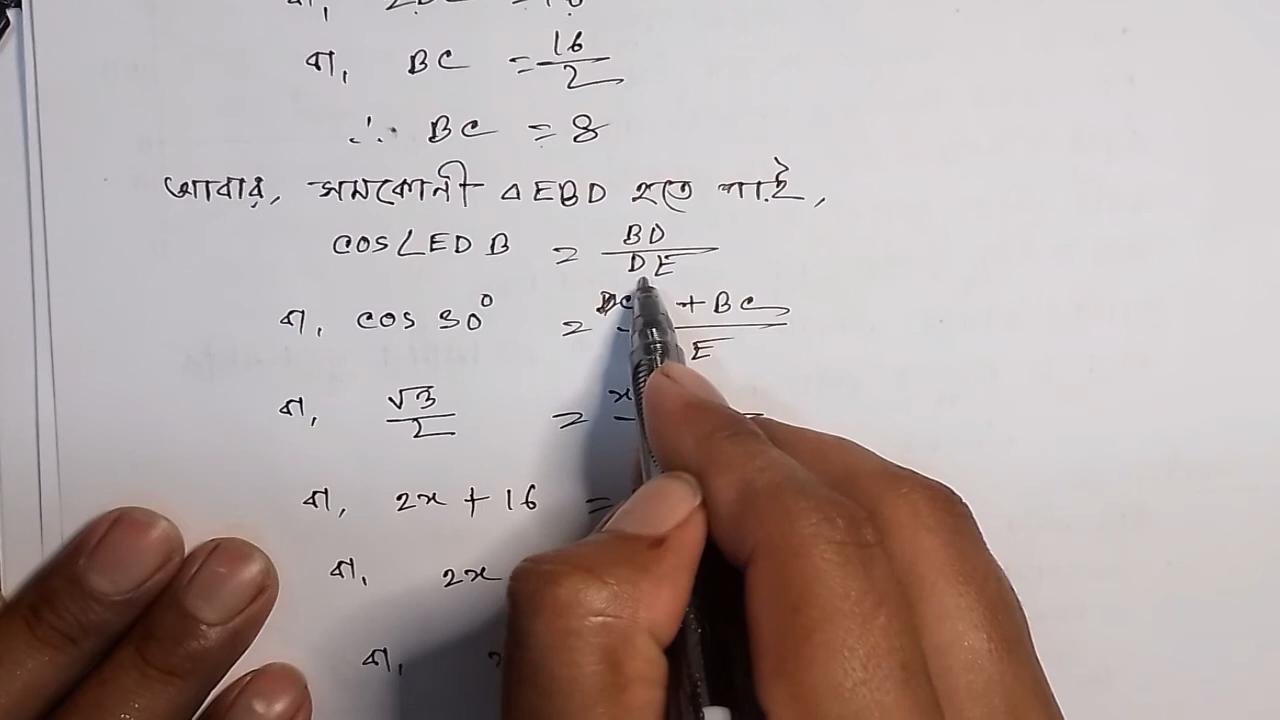 বা, BC = 16/2
∴ BC = 8
আবার, সমকোনী △EBD হতে পাই,
cos∠EDB = BD/DE
বা, cos 30° = + BC / E
বা, √3/2 = x
বা, 2x + 16 =
বা, 2x
বা,